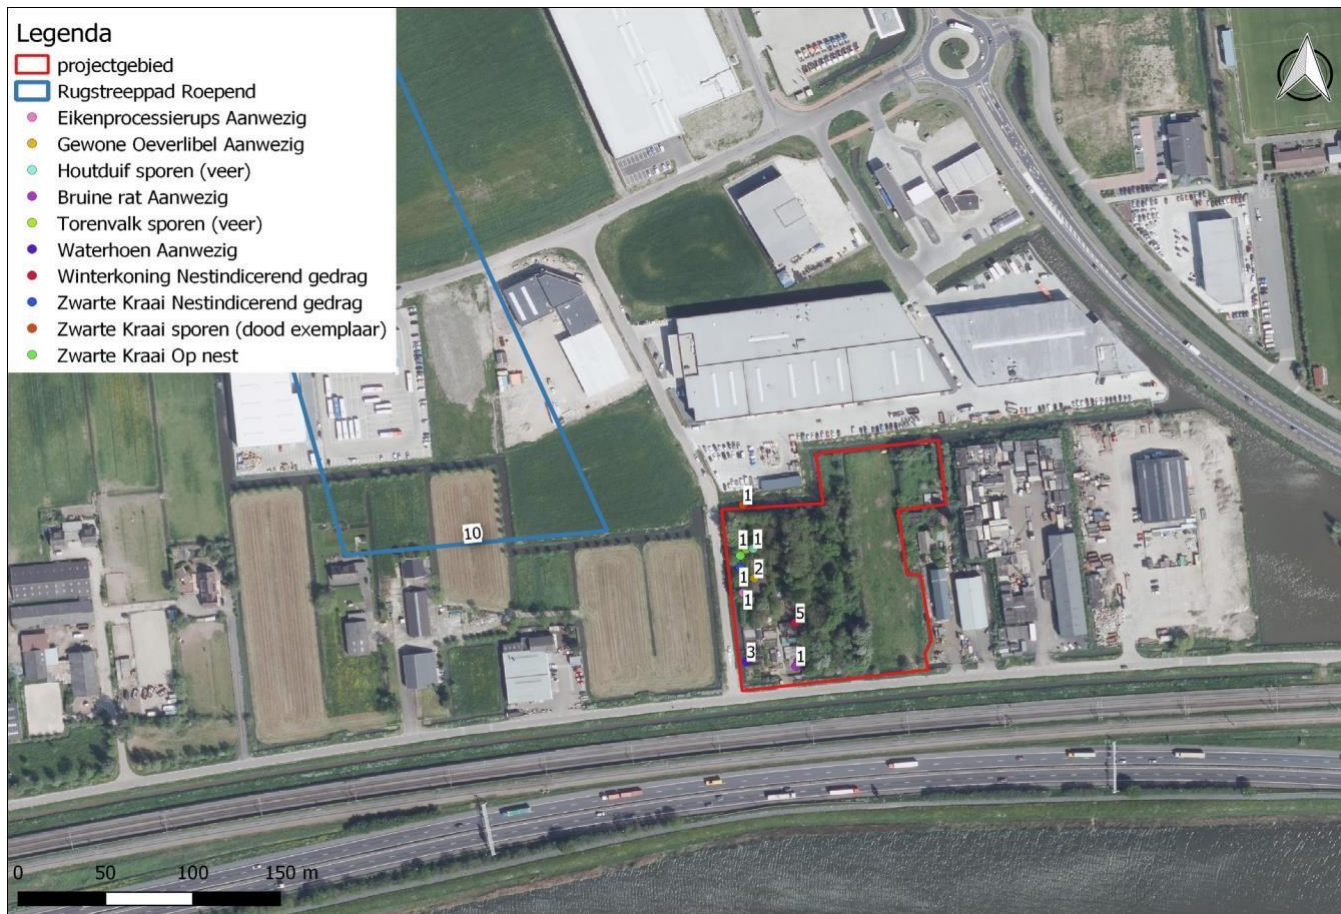 Legenda
projectgebied
Rugstreeppad Roepend
Eikenprocessierups Aanwezig
Gewone Oeverlibel Aanwezig
Houtduif sporen (veer)
Bruine rat Aanwezig
Torenvalk sporen (veer)
Waterhoen Aanwezig
Winterkoning Nestindicerend gedrag
Zwarte Kraai Nestindicerend gedrag
Zwarte Kraai sporen (dood exemplaar)
Zwarte Kraai Op nest
1
10
1 1
2
1
1
5
3
1
0 50 100 150 m